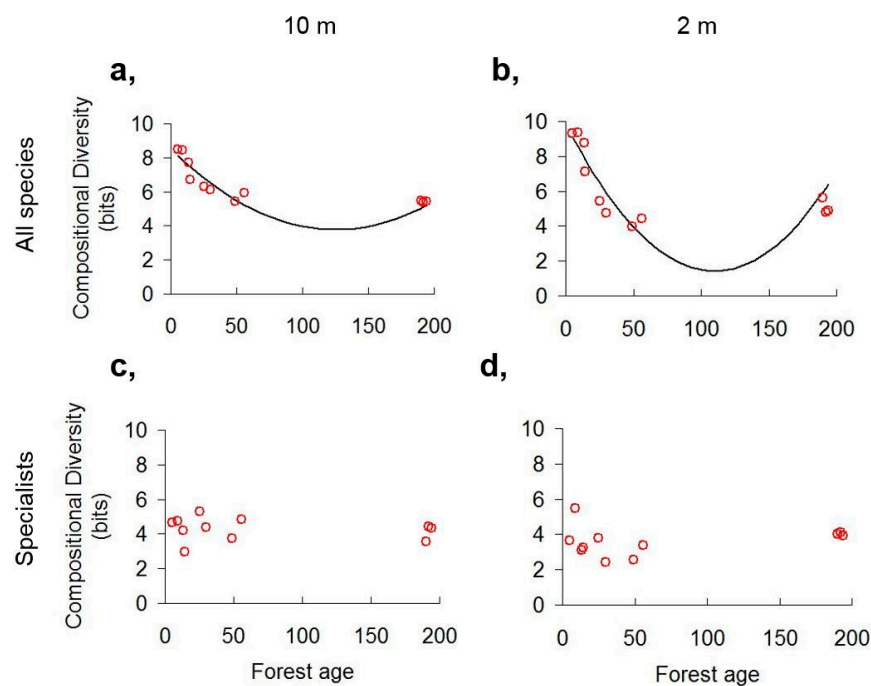 10 m
2 m
a,
b,
All species
Compositional Diversity
(bits)
10
8
6
4
2
0
0 50 100 150 200
10
8
6
4
2
0
0 50 100 150 200
c,
d,
Specialists
Compositional Diversity
(bits)
10
8
6
4
2
0
0 50 100 150 200
Forest age
10
8
6
4
2
0
0 50 100 150 200
Forest age